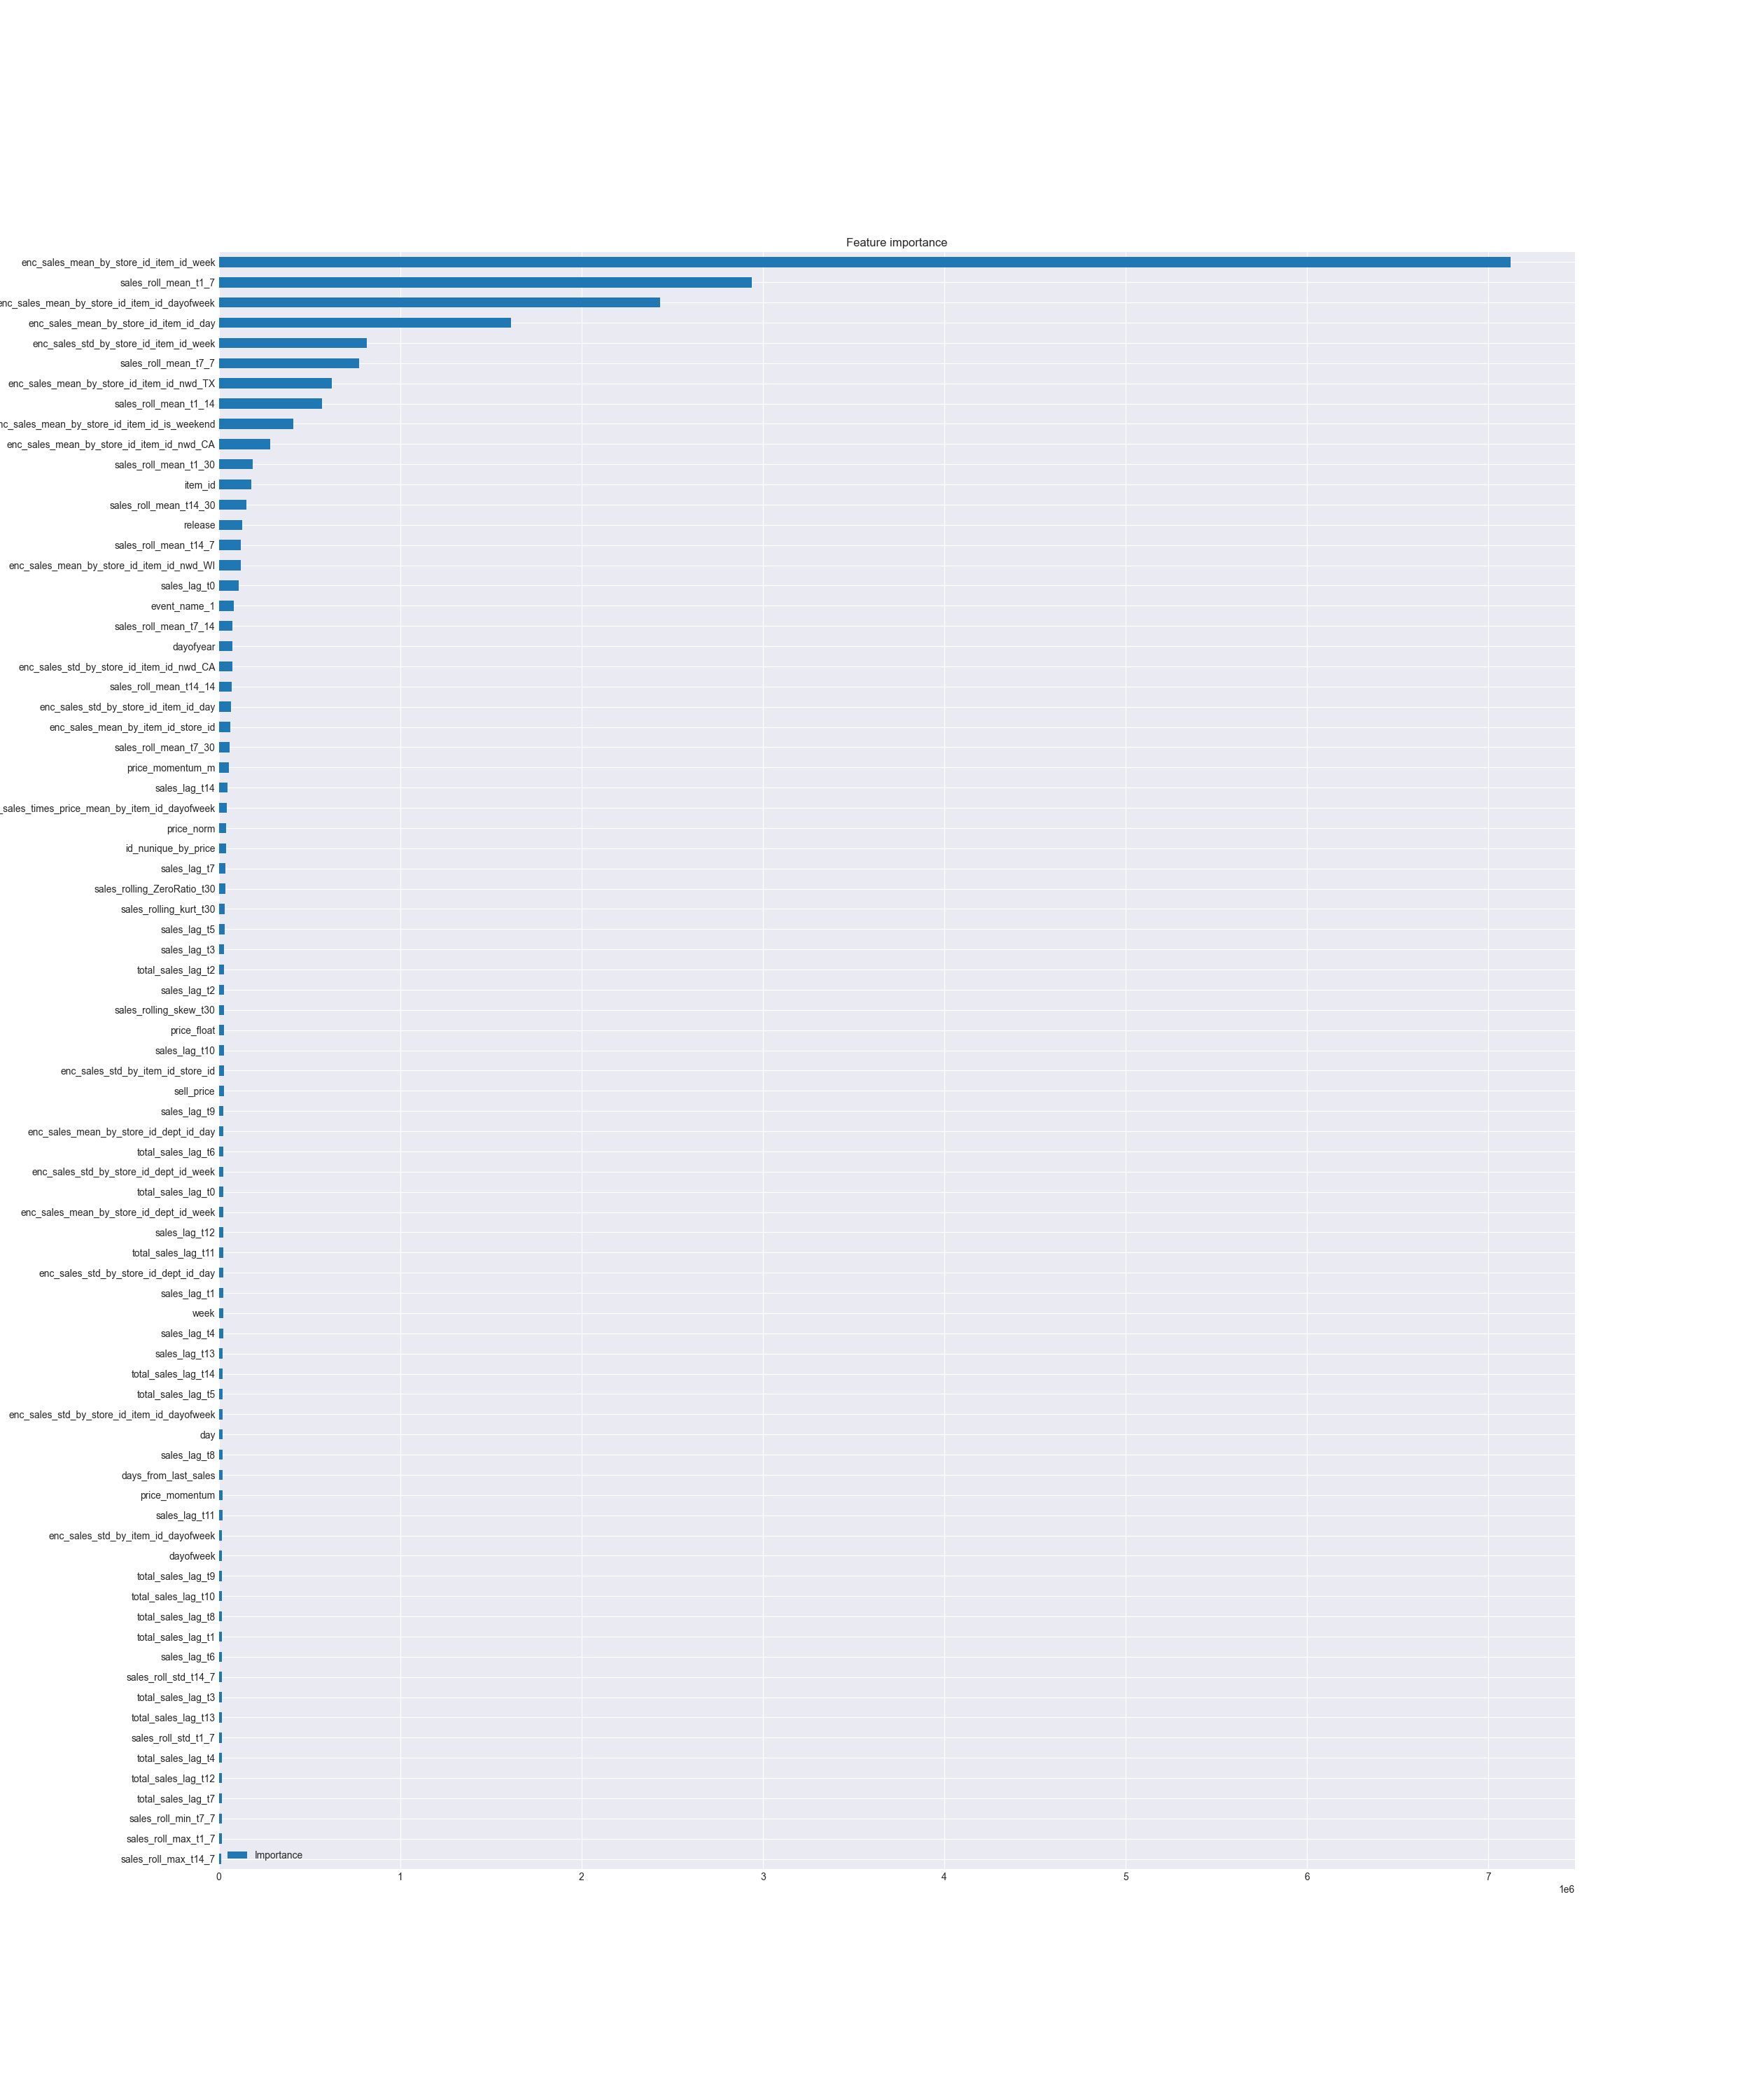 Feature importance
enc_sales_mean_by_store_id_item_id_week
sales_roll_mean_t1_7
enc_sales_mean_by_store_id_item_id_dayofweek
enc_sales_mean_by_store_id_item_id_day
enc_sales_std_by_store_id_item_id_week
sales_roll_mean_t7_7
enc_sales_mean_by_store_id_item_id_nwd_TX
sales_roll_mean_t1_14
nc_sales_mean_by_store_id_item_id_is_weekend
enc_sales_mean_by_store_id_item_id_nwd_CA
sales_roll_mean_t1_30
item_id
sales_roll_mean_t14_30
release
sales_roll_mean_t14_7
enc_sales_mean_by_store_id_item_id_nwd_WI
sales_lag_t0
event_name_1
sales_roll_mean_t7_14
dayofyear
enc_sales_std_by_store_id_item_id_nwd_CA
sales_roll_mean_t14_14
enc_sales_std_by_store_id_item_id_day
enc_sales_mean_by_item_id_store_id
sales_roll_mean_t7_30
price_momentum_m
sales_lag_t14
_sales_times_price_mean_by_item_id_dayofweek
price_norm
id_nunique_by_price
sales_lag_t7
sales_rolling_ZeroRatio_t30
sales_rolling_kurt_t30
sales_lag_t5
sales_lag_t3
total_sales_lag_t2
sales_lag_t2
sales_rolling_skew_t30
price_float
sales_lag_t10
enc_sales_std_by_item_id_store_id
sell_price
sales_lag_t9
enc_sales_mean_by_store_id_dept_id_day
total_sales_lag_t6
enc_sales_std_by_store_id_dept_id_week
total_sales_lag_t0
enc_sales_mean_by_store_id_dept_id_week
sales_lag_t12
total_sales_lag_t11
enc_sales_std_by_store_id_dept_id_day
sales_lag_t1
week
sales_lag_t4
sales_lag_t13
total_sales_lag_t14
total_sales_lag_t5
enc_sales_std_by_store_id_item_id_dayofweek
day
sales_lag_t8
days_from_last_sales
price_momentum
sales_lag_t11
enc_sales_std_by_item_id_dayofweek
dayofweek
total_sales_lag_t9
total_sales_lag_t10
total_sales_lag_t8
total_sales_lag_t1
sales_lag_t6
sales_roll_std_t14_7
total_sales_lag_t3
total_sales_lag_t13
sales_roll_std_t1_7
total_sales_lag_t4
total_sales_lag_t12
total_sales_lag_t7
sales_roll_min_t7_7
sales_roll_max_t1_7
sales_roll_max_t14_7
Importance
0 1 2 3 4 5 6 7
1e6